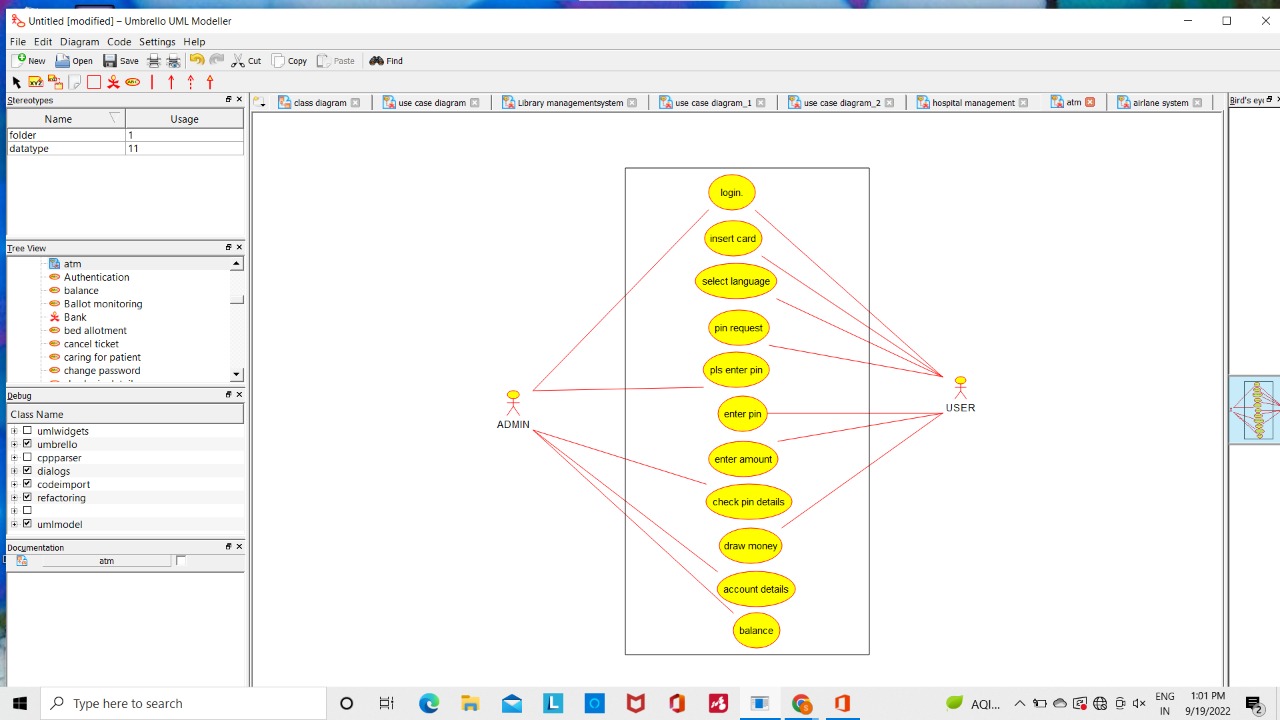 Untitled [modified] – Umbrello UML Modeller
File Edit Diagram Code Settings Help
New Open Save Cut Copy Paste Find
Stereotypes
Name Usage
folder 1
datatype 11
Tree View
atm
Authentication
balance
Ballot monitoring
Bank
bed allotment
cancel ticket
caring for patient
change password
Debug
Class Name
umlwidgets
umbrello
cppparser
dialogs
codeimport
refactoring
umlmodel
Documentation
atm
class diagram use case diagram Library managementsystem use case diagram_1 use case diagram_2 hospital management atm airlane system
Bird's eye
login.
insert card
select language
pin request
pls enter pin
enter pin
enter amount
check pin details
draw money
account details
balance
ADMIN
USER
Type here to search
AQI...
ENG
IN
1:01 PM
9/19/2022
2